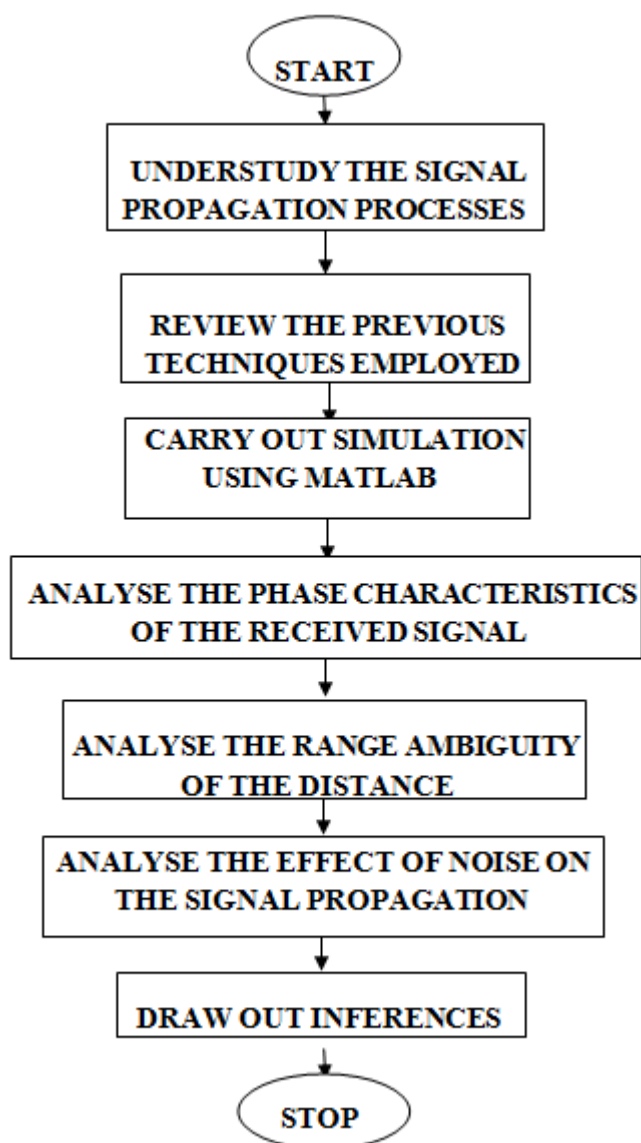 START
UNDERSTUDY THE SIGNAL
PROPAGATION PROCESSES
REVIEW THE PREVIOUS
TECHNIQUES EMPLOYED
CARRY OUT SIMULATION
USING MATLAB
ANALYSE THE PHASE CHARACTERISTICS
OF THE RECEIVED SIGNAL
ANALYSE THE RANGE AMBIGUITY
OF THE DISTANCE
ANALYSE THE EFFECT OF NOISE ON
THE SIGNAL PROPAGATION
DRAW OUT INFERENCES
STOP